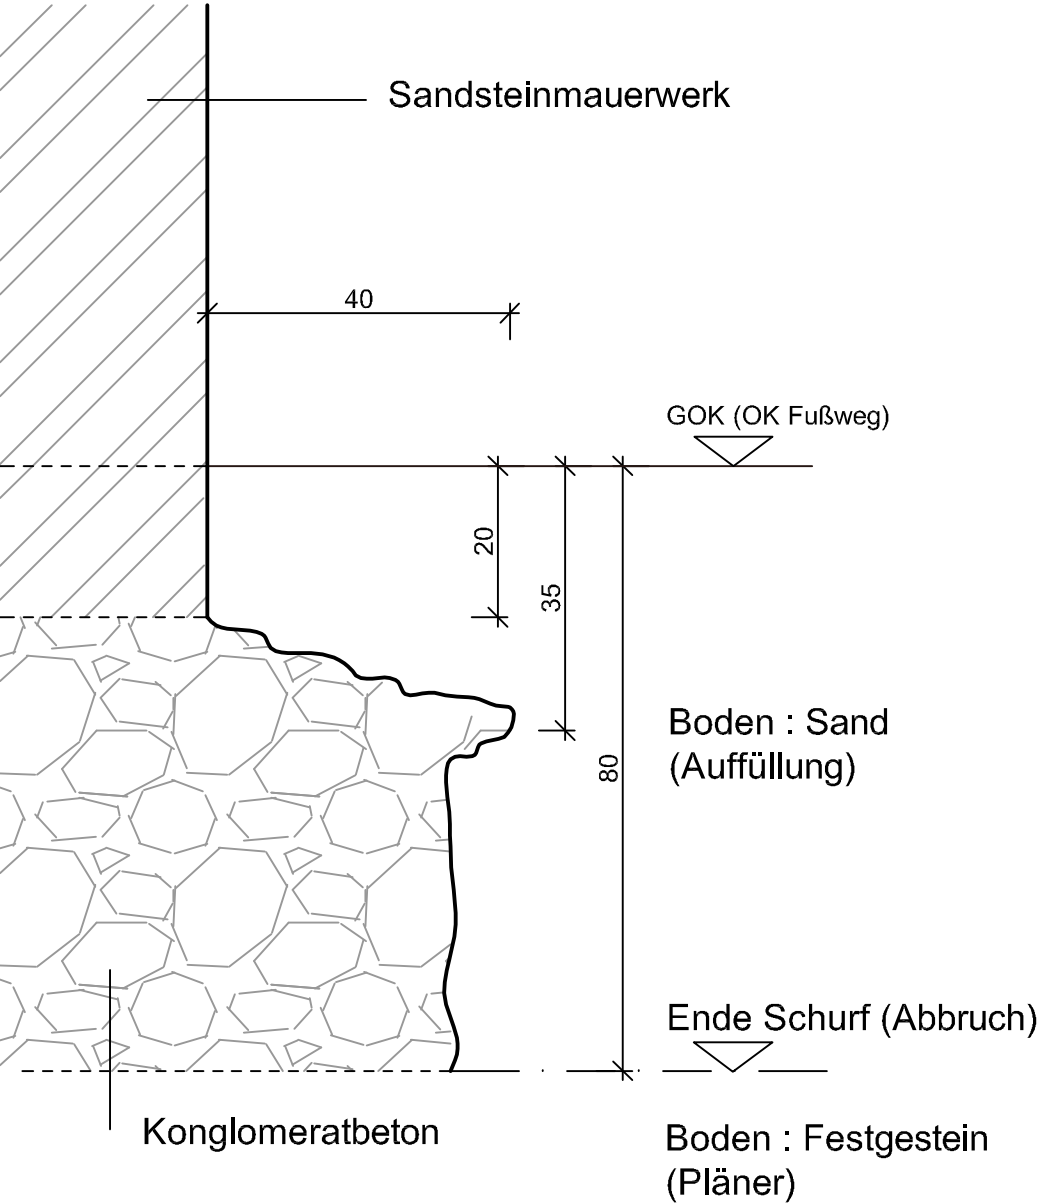 Sandsteinmauerwerk
40
GOK (OK Fußweg)
20
35
80
Boden : Sand
(Auffüllung)
Ende Schurf (Abbruch)
Konglomeratbeton
Boden : Festgestein
(Pläner)